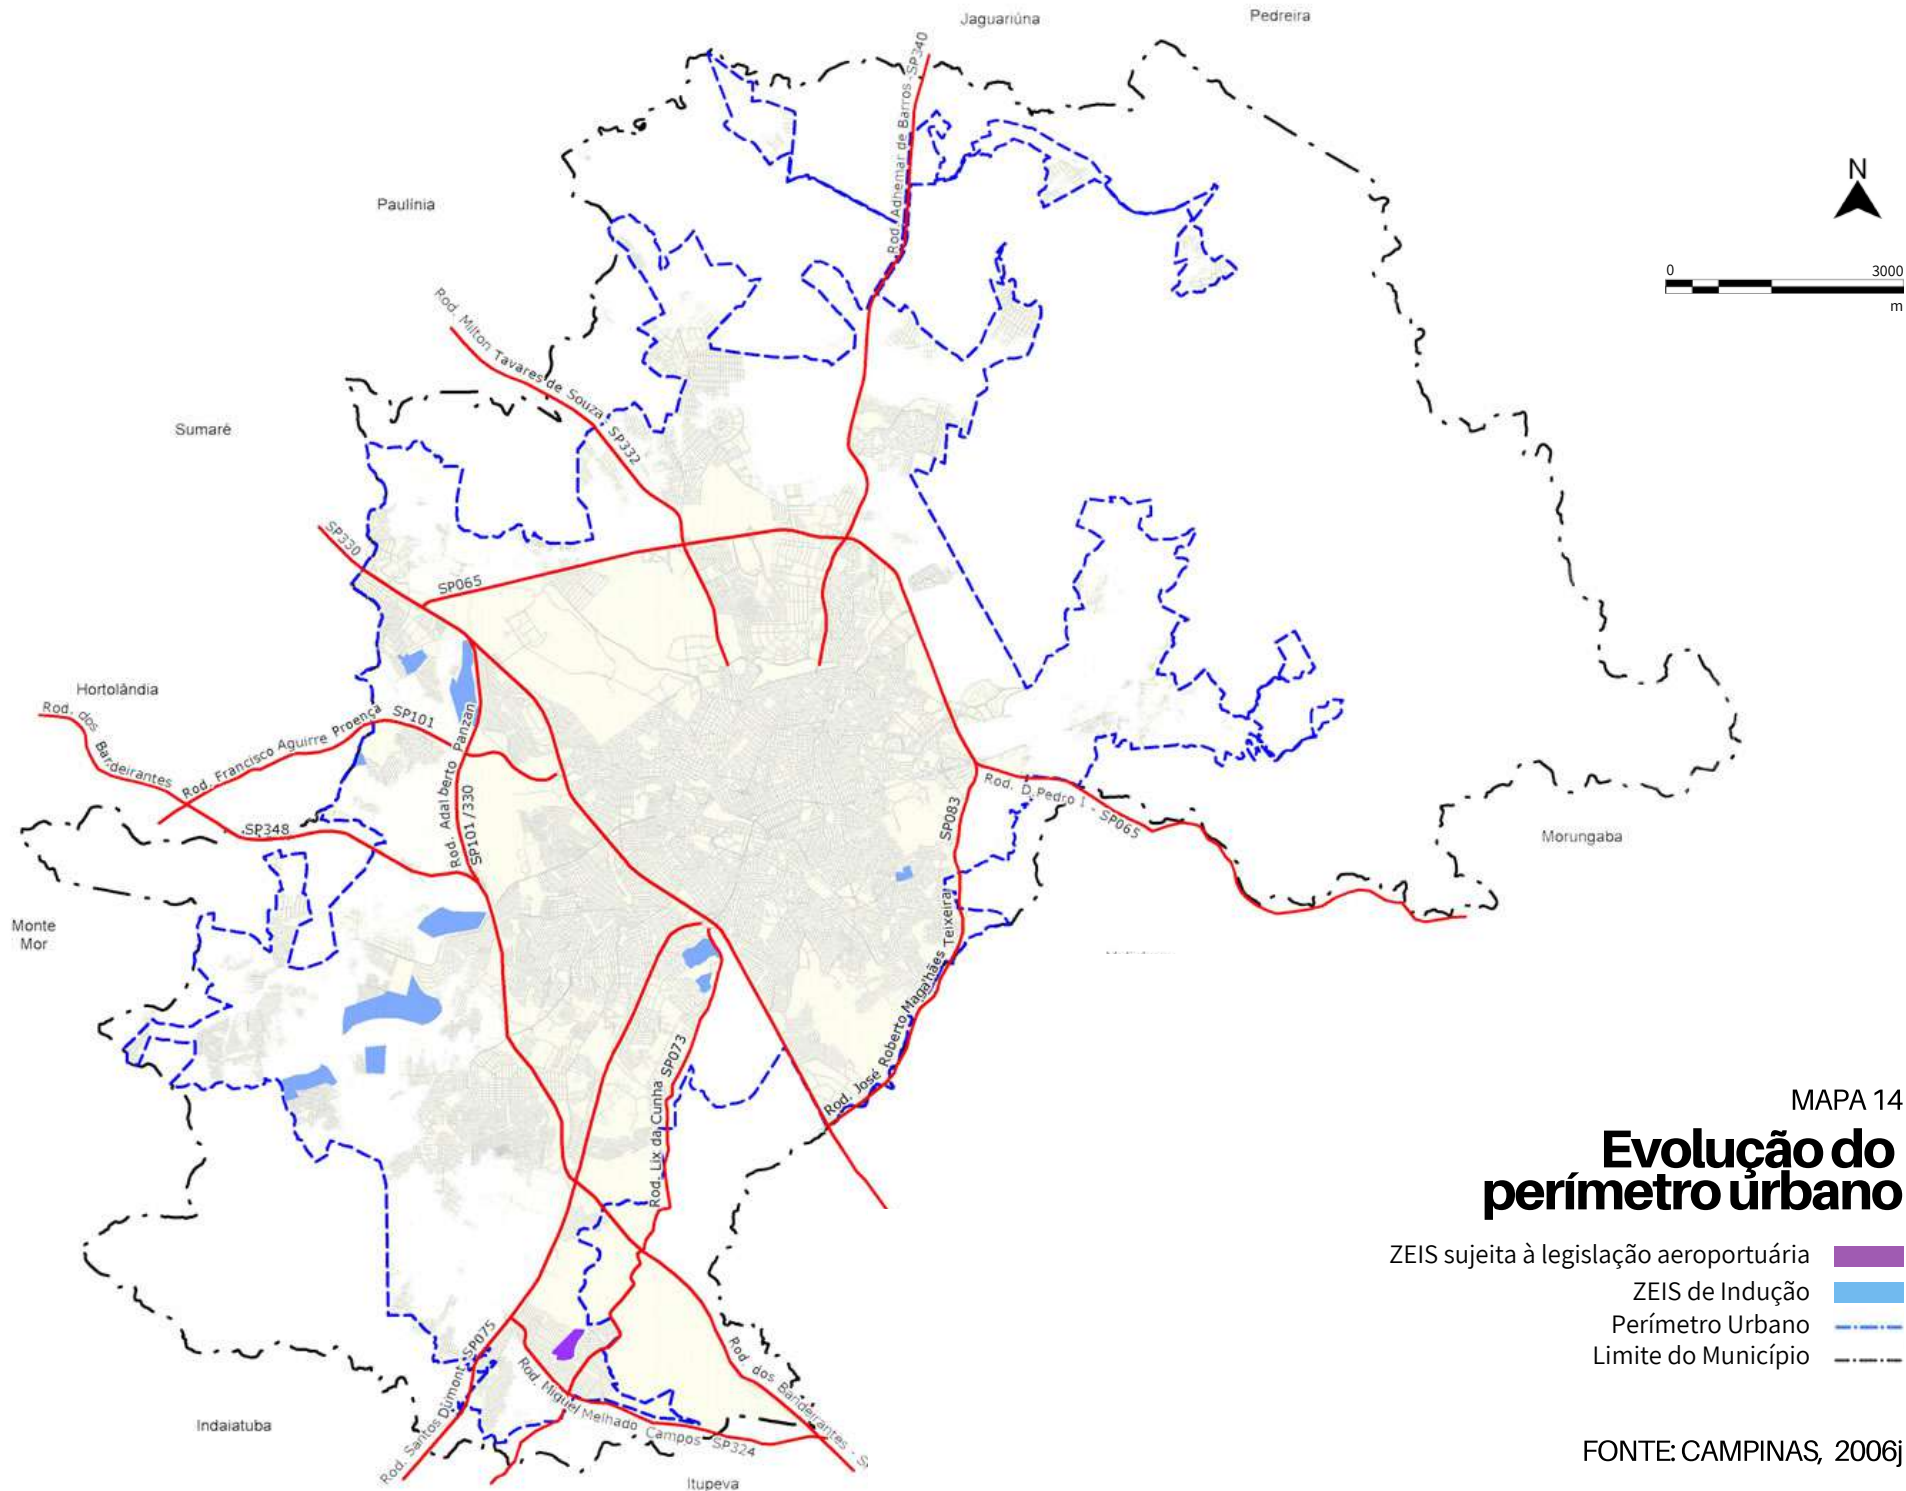 Jaguariúna
Pedreira
Rod. Adhemar de Barros - SP340
N
Paulínia
0 3000
m
Rod. Milton Tavares de Souza SP332
Sumaré
SP330
SP065
Hortolândia
Rod. dos Bandeirantes
Rod. Francisco Aguirre Proença SP101
Rod. Adalberto Panzan
SP101 / 330
SP348
Rod. D.Pedro I - SP065
SP083
Morungaba
Monte
Mor
Rod. José Roberto Magalhães Teixeira
Rod. Lix da Cunha SP073
MAPA 14
Evolução do
perímetro urbano
ZEIS sujeita à legislação aeroportuária
ZEIS de Indução
Perímetro Urbano
Limite do Município
Rod. Santos Dumont SP075
Rod. Miguel Melhado Campos SP324
Rod. dos Bandeirantes - S
Indaiatuba
Itupeva
FONTE: CAMPINAS, 2006j